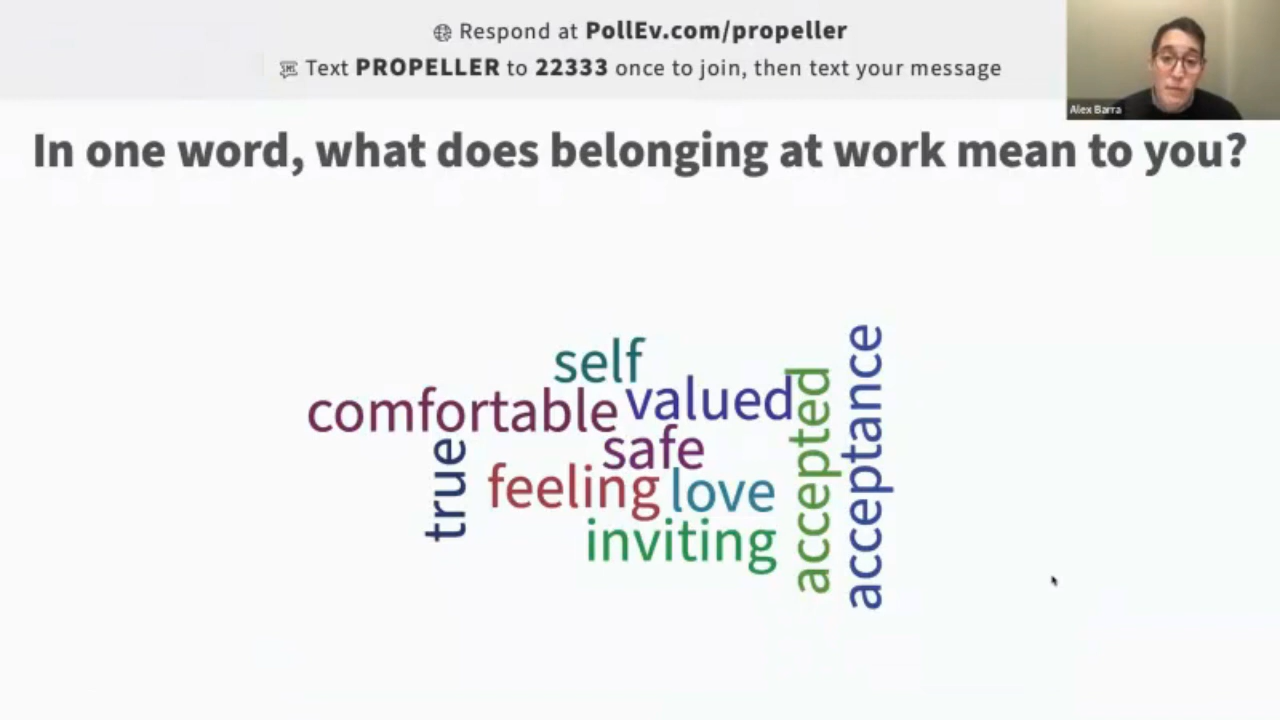 Respond at PollEv.com/propeller
Text PROPELLER to 22333 once to join, then text your message
Alex Barra
In one word, what does belonging at work mean to you?
self
comfortable
valued
safe
true
feeling
love
inviting
accepted
acceptance